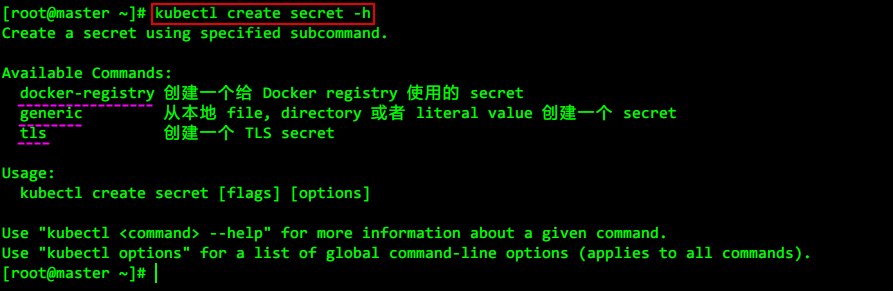 [root@master ~]# kubectl create secret -h
Create a secret using specified subcommand.
Available Commands:
docker-registry 创建一个给 Docker registry 使用的 secret
generic 从本地 file, directory 或者 literal value 创建一个 secret
tls 创建一个 TLS secret
Usage:
kubectl create secret [flags] [options]
Use "kubectl <command> --help" for more information about a given command.
Use "kubectl options" for a list of global command-line options (applies to all commands).
[root@master ~]#